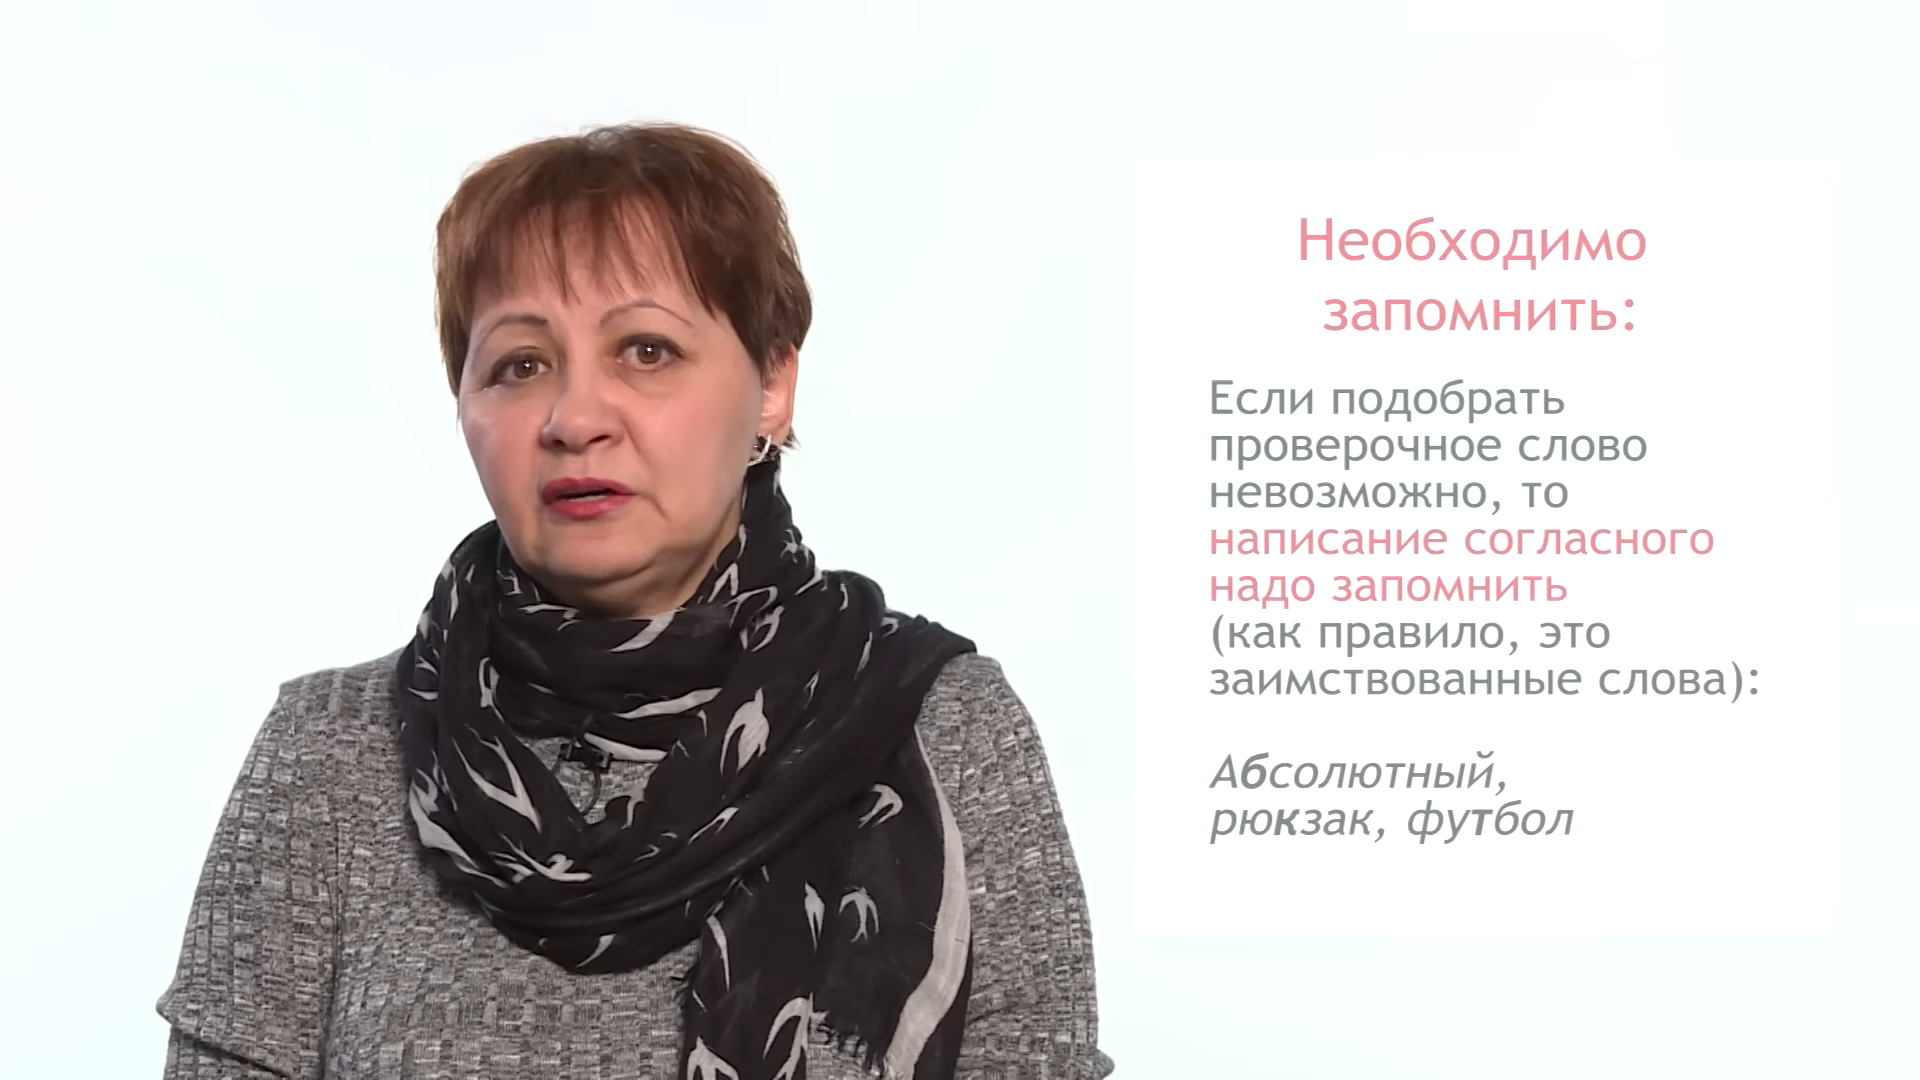 Необходимо
запомнить:
Если подобрать
проверочное слово
невозможно, то
написание согласного
надо запомнить
(как правило, это
заимствованные слова):
Абсолютный,
рюкзак, футбол